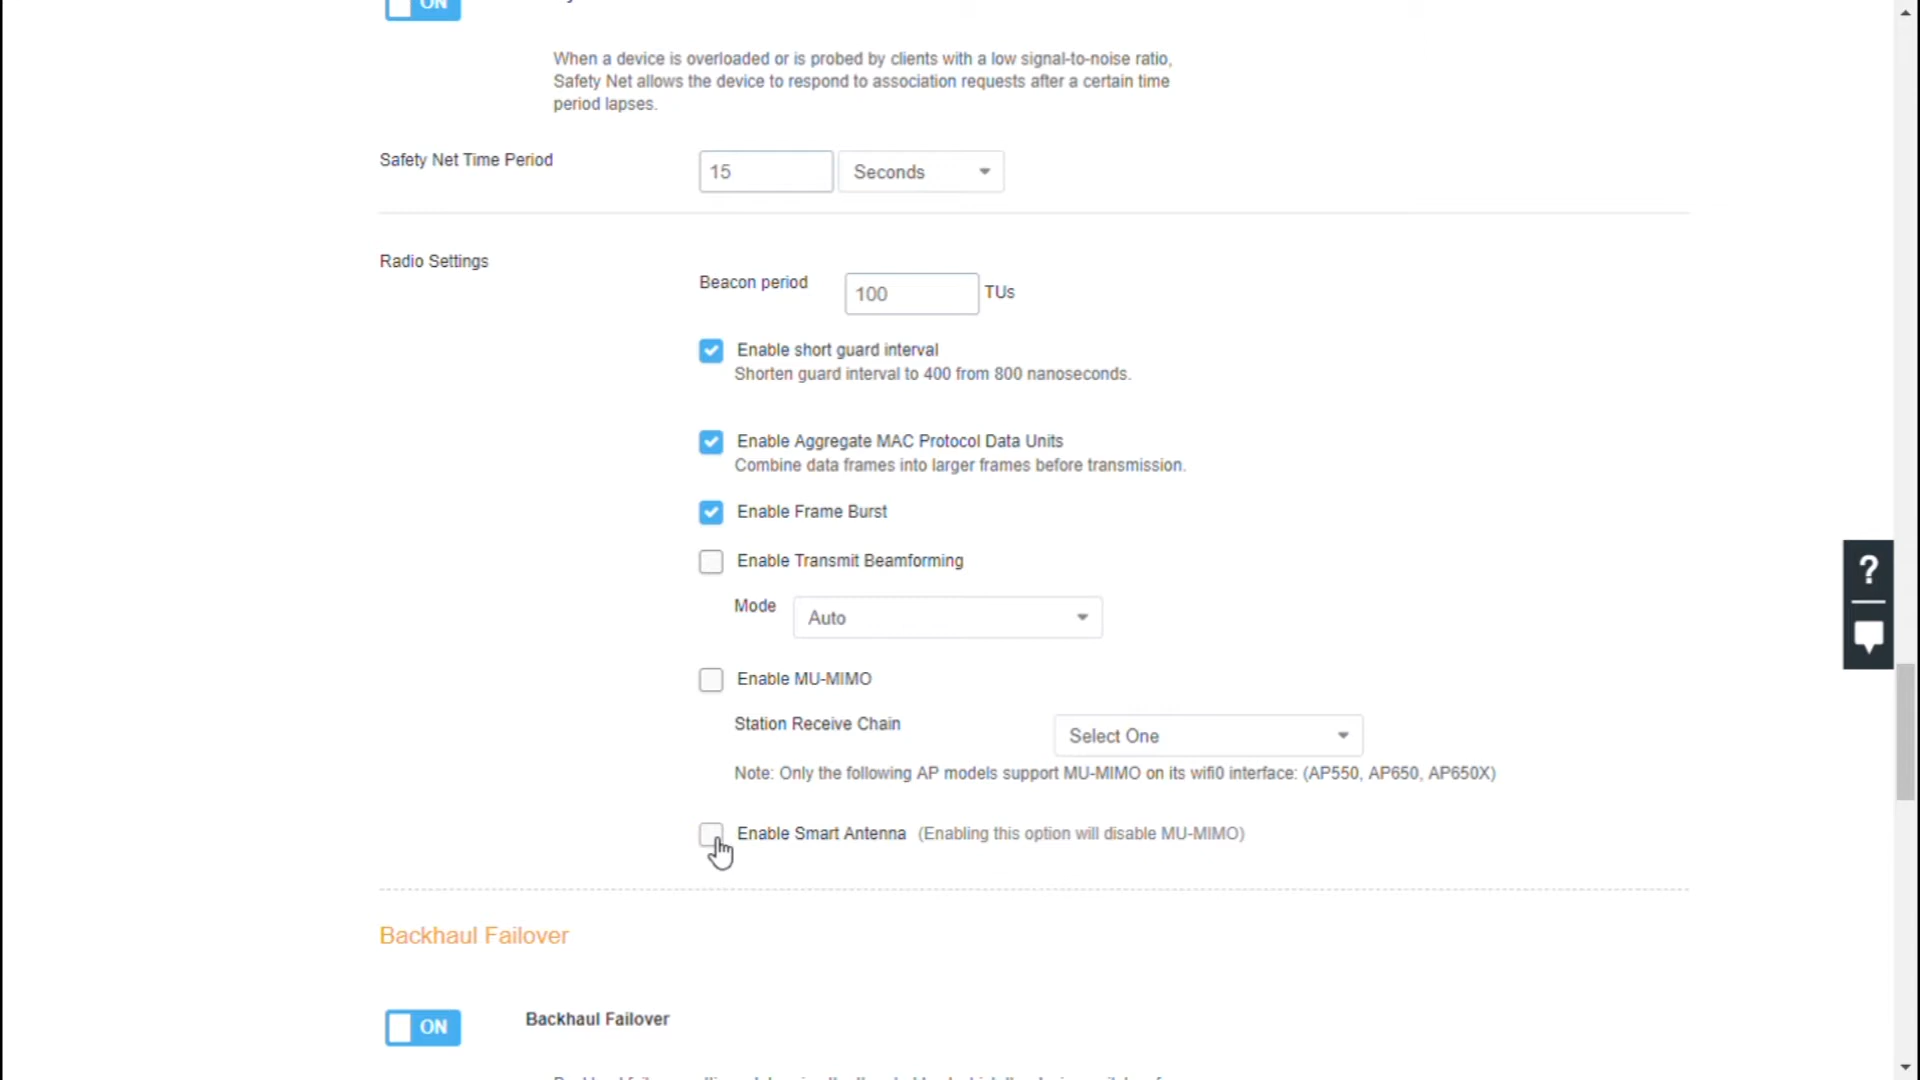 ON
When a device is overloaded or is probed by clients with a low signal-to-noise ratio,
Safety Net allows the device to respond to association requests after a certain time
period lapses.
Safety Net Time Period
15
Seconds
Radio Settings
Beacon period
100
TUs
Enable short guard interval
Shorten guard interval to 400 from 800 nanoseconds.
Enable Aggregate MAC Protocol Data Units
Combine data frames into larger frames before transmission.
Enable Frame Burst
Enable Transmit Beamforming
Mode
Auto
?
Enable MU-MIMO
Station Receive Chain
Select One
Note: Only the following AP models support MU-MIMO on its wifi0 interface: (AP550, AP650, AP650X)
Enable Smart Antenna (Enabling this option will disable MU-MIMO)
Backhaul Failover
ON
Backhaul Failover